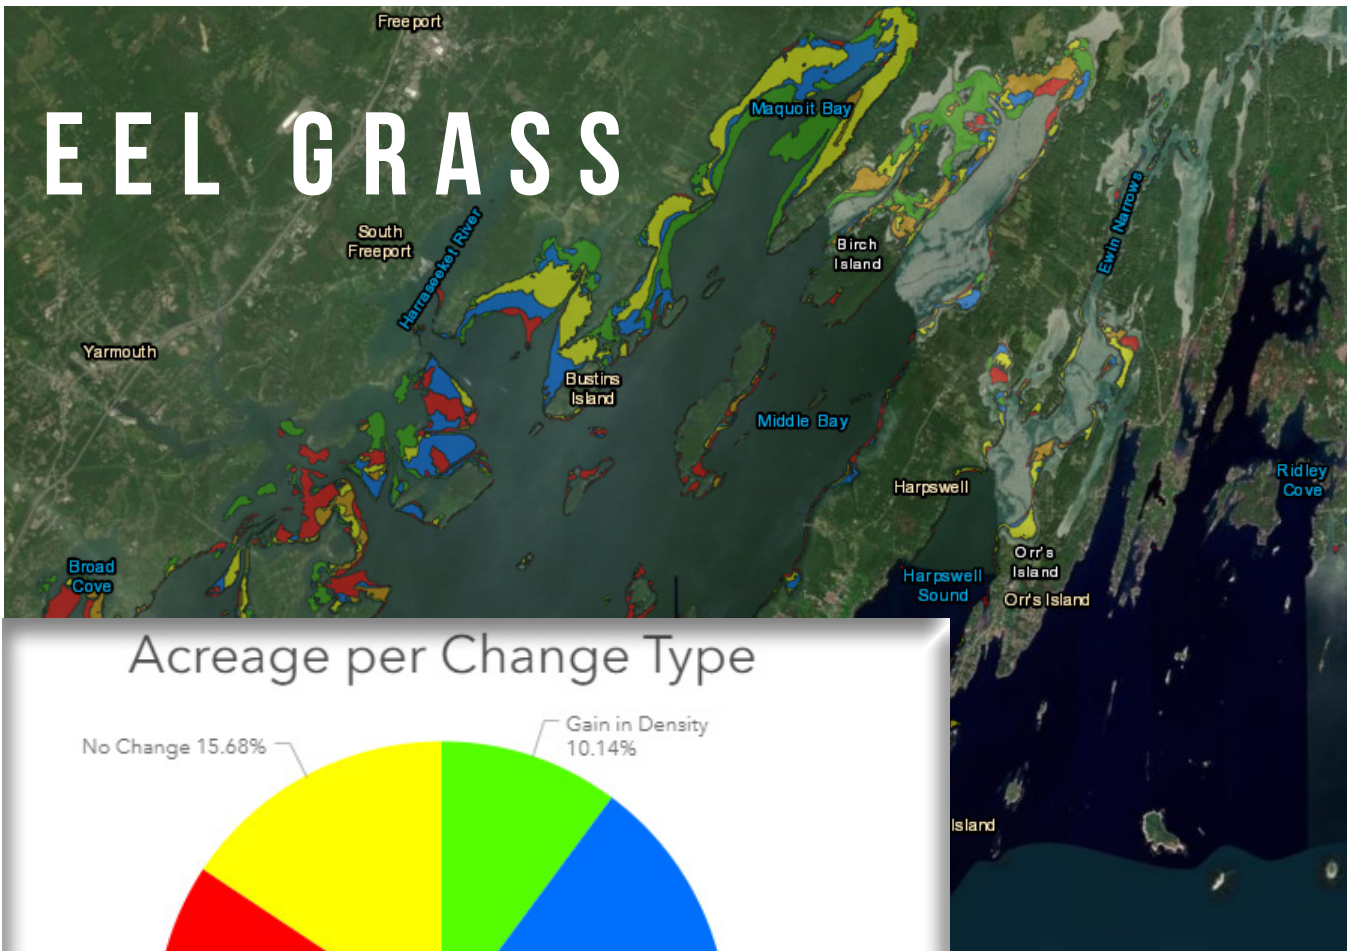 Freeport
EEL GRASS
Maquoit Bay
South
Freeport
Harraseeket River
Birch
Island
Ewin Narrows
Yarmouth
Bustins
Island
Middle Bay
Harpswell
Ridley
Cove
Broad
Cove
Orr's
Island
Harpswell
Sound
Orr's Island
Acreage per Change Type
No Change 15.68%
Gain in Density
10.14%
Island